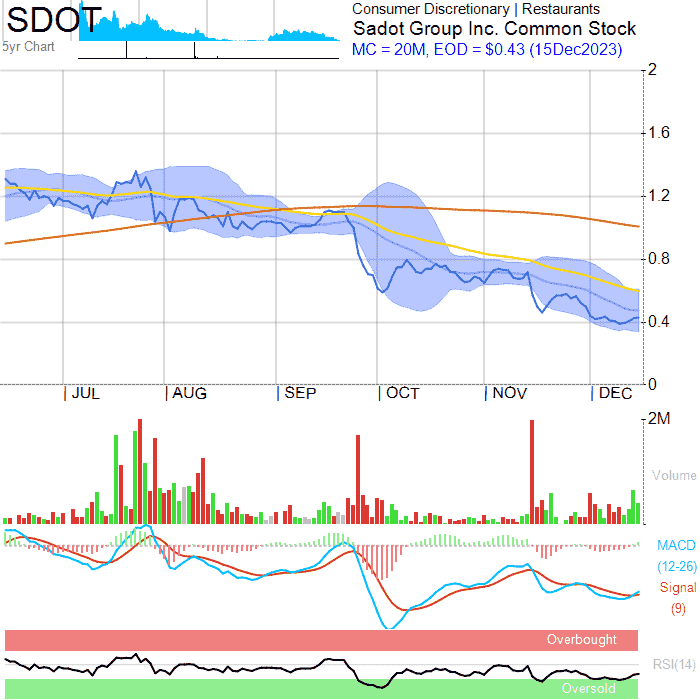 SDOT
5yr Chart
Consumer Discretionary | Restaurants
Sadot Group Inc. Common Stock
MC = 20M, EOD = $0.43 (15Dec2023)
2
1.6
1.2
0.8
0.4
0
JUL AUG SEP OCT NOV DEC
2M
Volume
MACD
(12-26)
Signal
(9)
Overbought
RSI(14)
Oversold